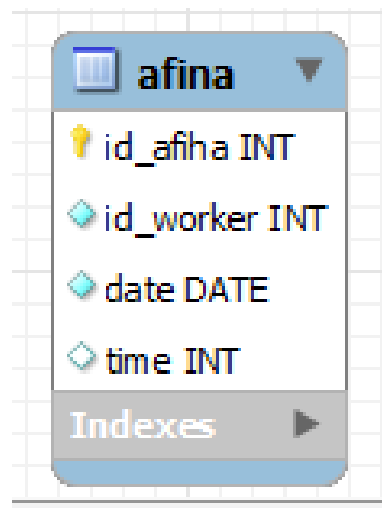 afina
id_afiha INT
id_worker INT
date DATE
time INT
Indexes